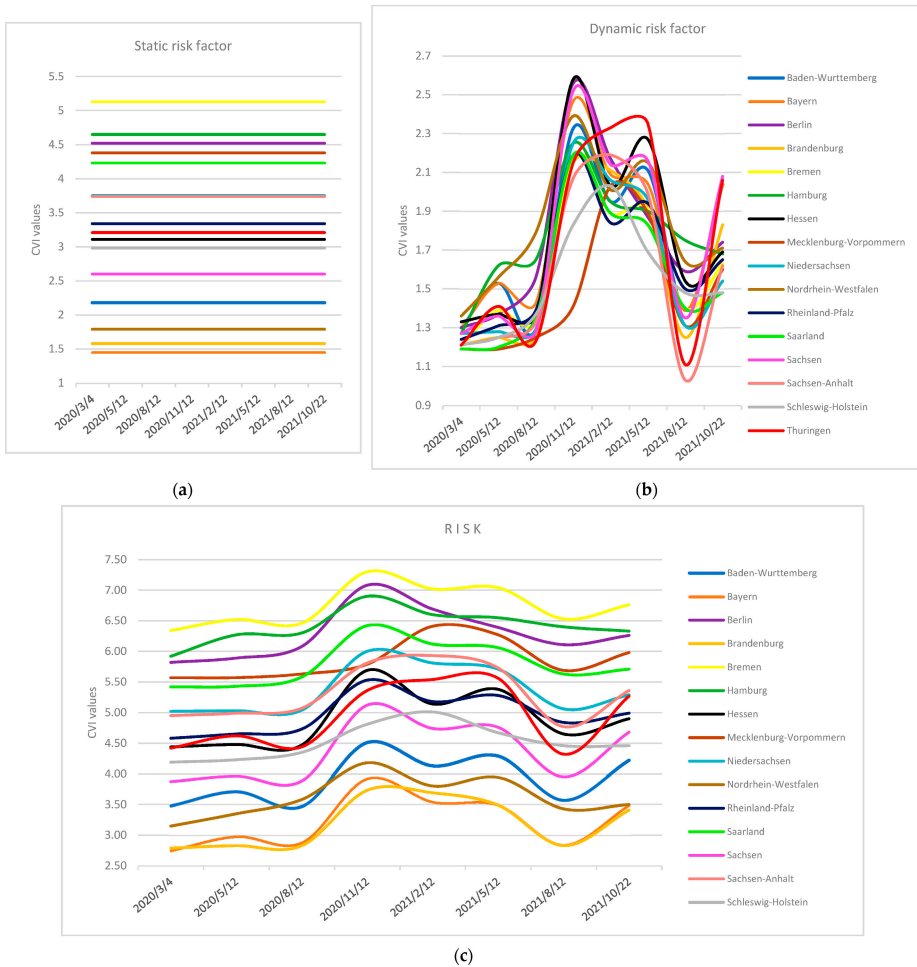 Static risk factor
CVI values
5.5
5
4.5
4
3.5
3
2.5
2
1.5
1
2020/3/4
2020/5/12
2020/8/12
2020/11/12
2021/2/12
2021/5/12
2021/8/12
2021/10/22
(a)
Dynamic risk factor
CVI values
2.7
2.5
2.3
2.1
1.9
1.7
1.5
1.3
1.1
0.9
2020/3/4
2020/5/12
2020/8/12
2020/11/12
2021/2/12
2021/5/12
2021/8/12
2021/10/22
Baden-Wurttemberg
Bayern
Berlin
Brandenburg
Bremen
Hamburg
Hessen
Mecklenburg-Vorpommern
Niedersachsen
Nordrhein-Westfalen
Rheinland-Pfalz
Saarland
Sachsen
Sachsen-Anhalt
Schleswig-Holstein
Thuringen
(b)
RISK
CVI values
7.50
7.00
6.50
6.00
5.50
5.00
4.50
4.00
3.50
3.00
2.50
2020/3/4
2020/5/12
2020/8/12
2020/11/12
2021/2/12
2021/5/12
2021/8/12
2021/10/22
Baden-Wurttemberg
Bayern
Berlin
Brandenburg
Bremen
Hamburg
Hessen
Mecklenburg-Vorpommern
Niedersachsen
Nordrhein-Westfalen
Rheinland-Pfalz
Saarland
Sachsen
Sachsen-Anhalt
Schleswig-Holstein
(c)